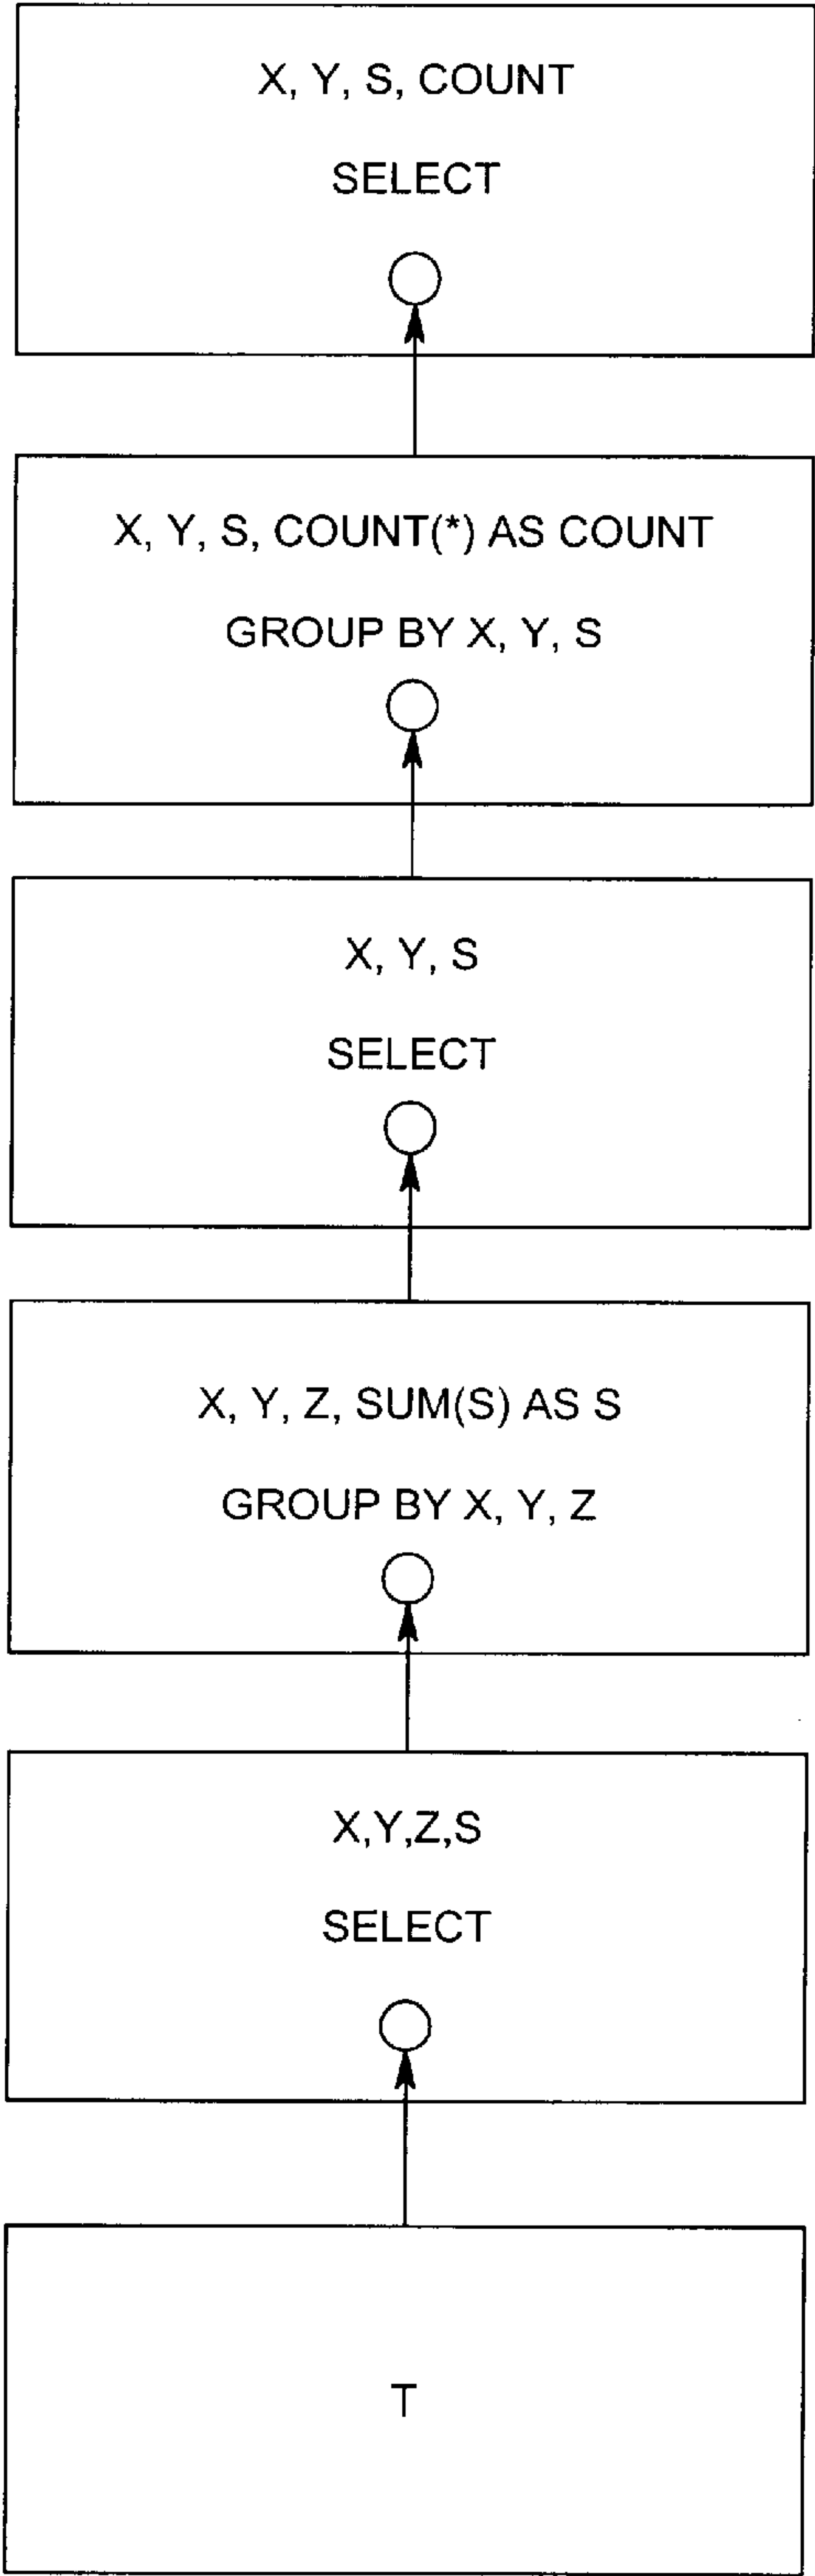 X, Y, S, COUNT
SELECT
X, Y, S, COUNT(*) AS COUNT
GROUP BY X, Y, S
X, Y, S
SELECT
X, Y, Z, SUM(S) AS S
GROUP BY X, Y, Z
X,Y,Z,S
SELECT
T